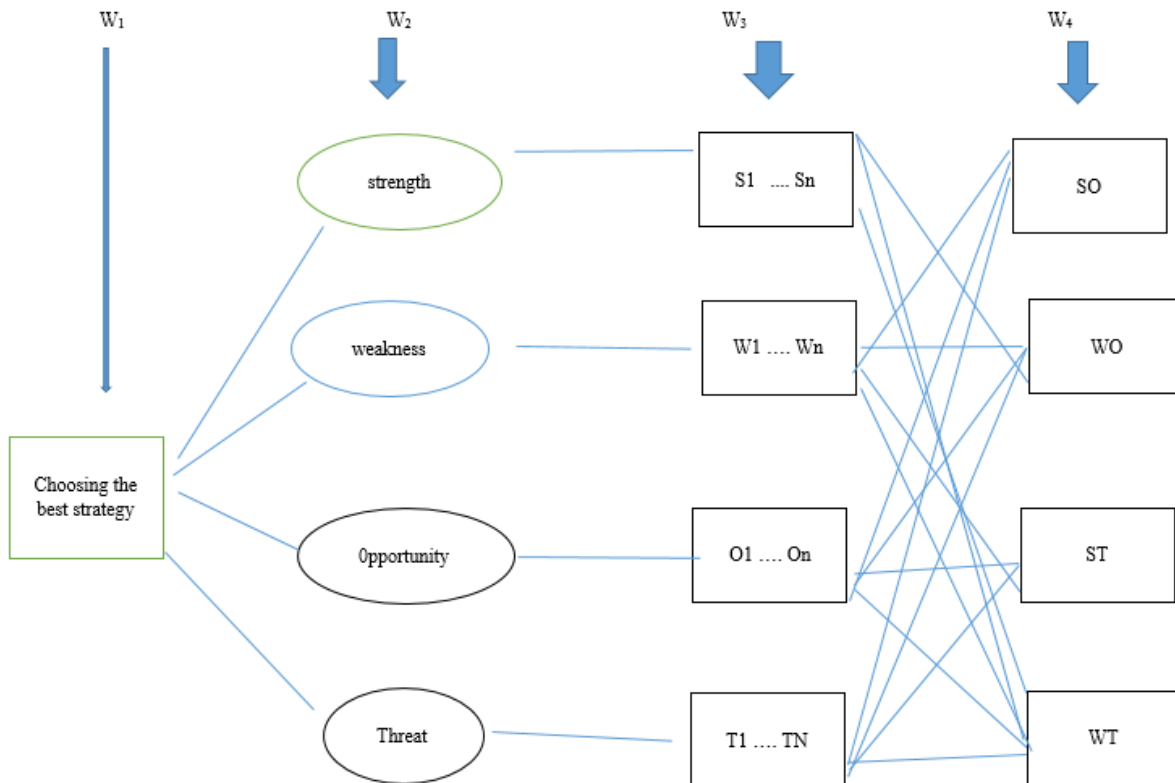 W₁
W₂
W₃
W₄
strength
S1 .... Sn
SO
weakness
W1 .... Wn
WO
Choosing the
best strategy
0pportunity
O1 .... On
ST
Threat
T1 .... TN
WT